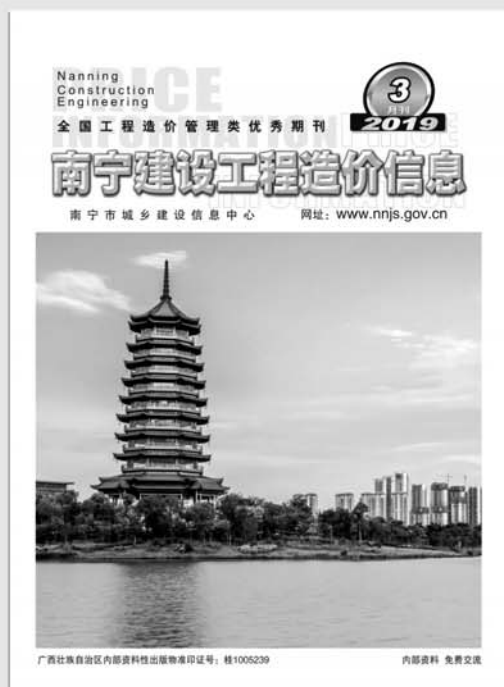 Nanning
Construction
Engineering
PRICE
INFORMATION
3
月刊
2019
全国工程造价管理类优秀期刊
南宁建设工程造价信息
南宁市城乡建设信息中心 网址：www.nnjs.gov.cn
广西壮族自治区内部资料性出版物准印证号：桂1005239 内部资料 免费交流